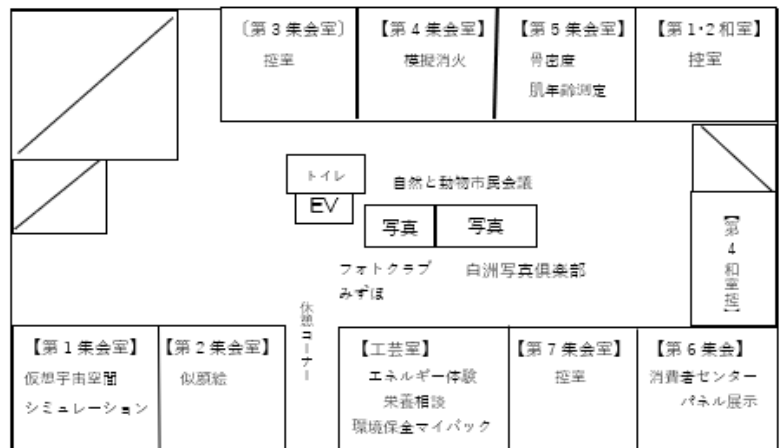 〔第３集会室〕
控室
【第４集会室】
模擬消火
【第５集会室】
骨密度
肌年齢測定
【第1･2和室】
控室
トイレ
EV
自然と動物市民会議
写真
写真
フォトクラブ
みずほ
白洲写真倶楽部
【第4和室控】
休憩コーナー
【第１集会室】
仮想宇宙空間
シミュレーション
【第２集会室】
似顔絵
【工芸室】
エネルギー体験
栄養相談
環境保全マイバック
【第７集会室】
控室
【第６集会】
消費者センター
パネル展示